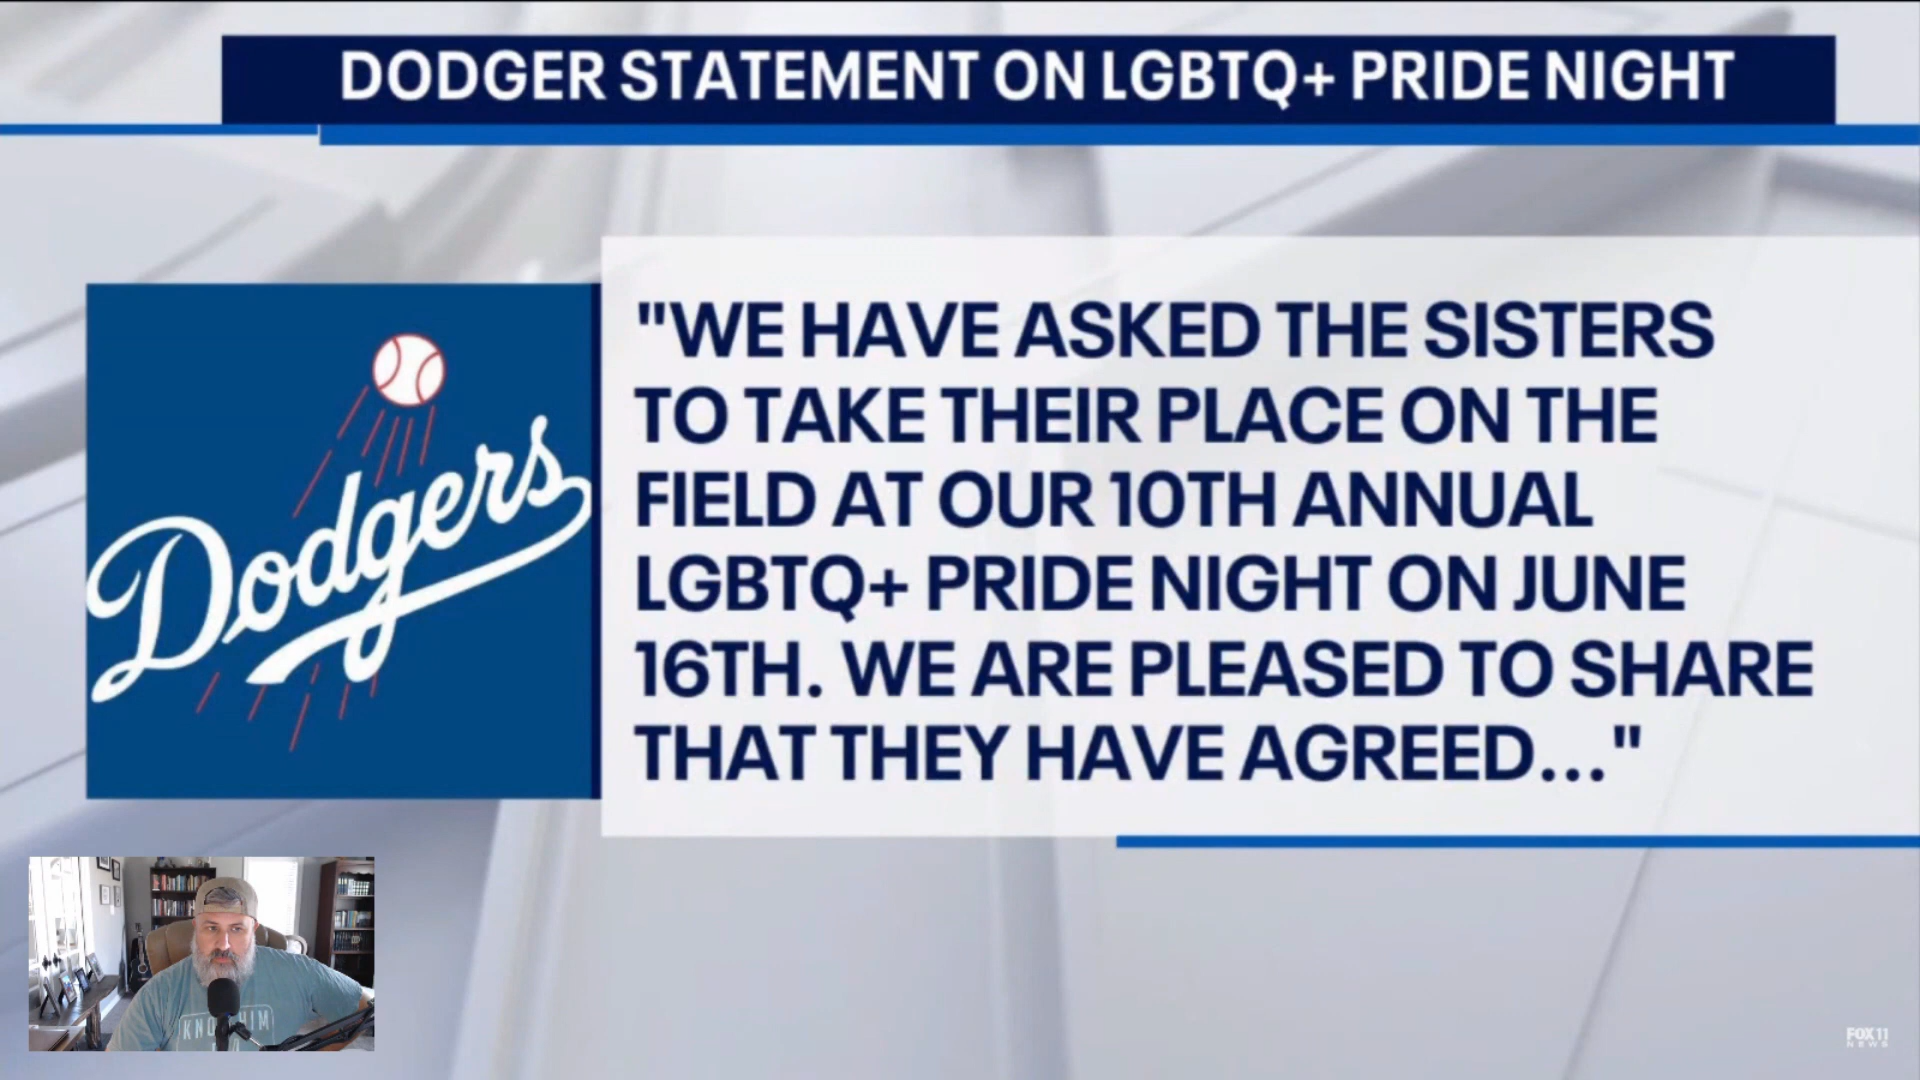 DODGER STATEMENT ON LGBTQ+ PRIDE NIGHT
Dodgers
"WE HAVE ASKED THE SISTERS
TO TAKE THEIR PLACE ON THE
FIELD AT OUR 10TH ANNUAL
LGBTQ+ PRIDE NIGHT ON JUNE
16TH. WE ARE PLEASED TO SHARE
THAT THEY HAVE AGREED..."
HIM
FOX 11
NEWS